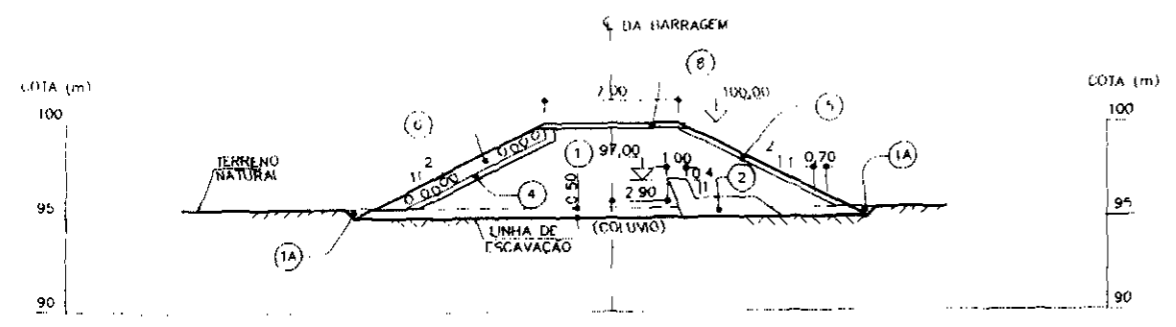 ℄ DA BARRAGEM
COTA (m)
COTA (m)
8
100
7.00
100,00
100
6
5
TERRENO
NATURAL
1
97,00
1.00
2
1
0,70
1A
2
1
4
0.50
2.90
0,4
1
2
95
95
LINHA DE
ESCAVAÇÃO
(COLUVIO)
1A
90
90